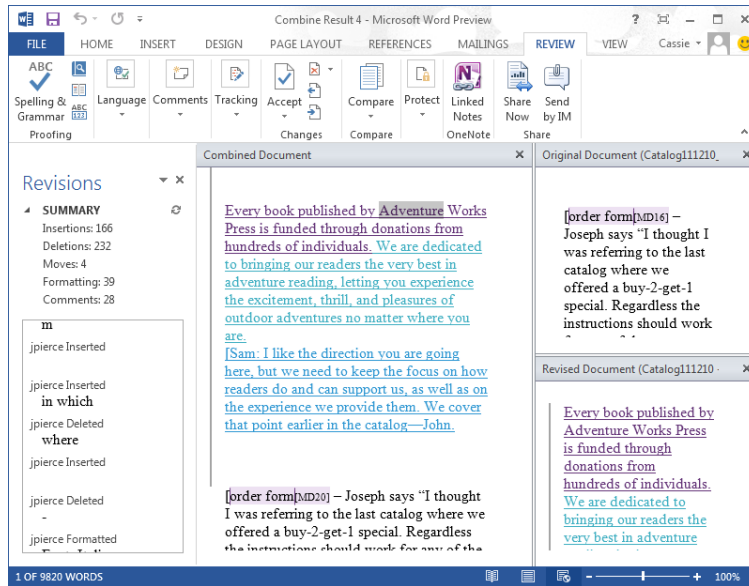 Combine Result 4 - Microsoft Word Preview
FILE HOME INSERT DESIGN PAGE LAYOUT REFERENCES MAILINGS REVIEW VIEW Cassie
ABC
Spelling & Grammar
ABC
123
Language
Comments
Tracking
Accept
Compare
Protect
Linked Notes
Share Now
Send by IM
Proofing Changes Compare OneNote Share
Revisions
SUMMARY
Insertions: 166
Deletions: 232
Moves: 4
Formatting: 39
Comments: 28
m
jpierce Inserted
jpierce Inserted
in which
jpierce Deleted
where
jpierce Inserted
jpierce Deleted
-
jpierce Formatted
Combined Document
Every book published by Adventure Works
Press is funded through donations from
hundreds of individuals. We are dedicated
to bringing our readers the very best in
adventure reading, letting you experience
the excitement, thrill, and pleasures of
outdoor adventures no matter where you
are.
[Sam: I like the direction you are going
here, but we need to keep the focus on how
readers do and can support us, as well as on
the experience we provide them. We cover
that point earlier in the catalog—John.
[order form[MD20] – Joseph says “I thought
I was referring to the last catalog where we
offered a buy-2-get-1 special. Regardless
the instructions should work for any of the
Original Document (Catalog111210_
[order form[MD16] –
Joseph says “I thought I
was referring to the last
catalog where we
offered a buy-2-get-1
special. Regardless the
instructions should work
Revised Document (Catalog111210 -
Every book published by
Adventure Works Press
is funded through
donations from
hundreds of individuals.
We are dedicated to
bringing our readers the
very best in adventure
1 OF 9820 WORDS
100%